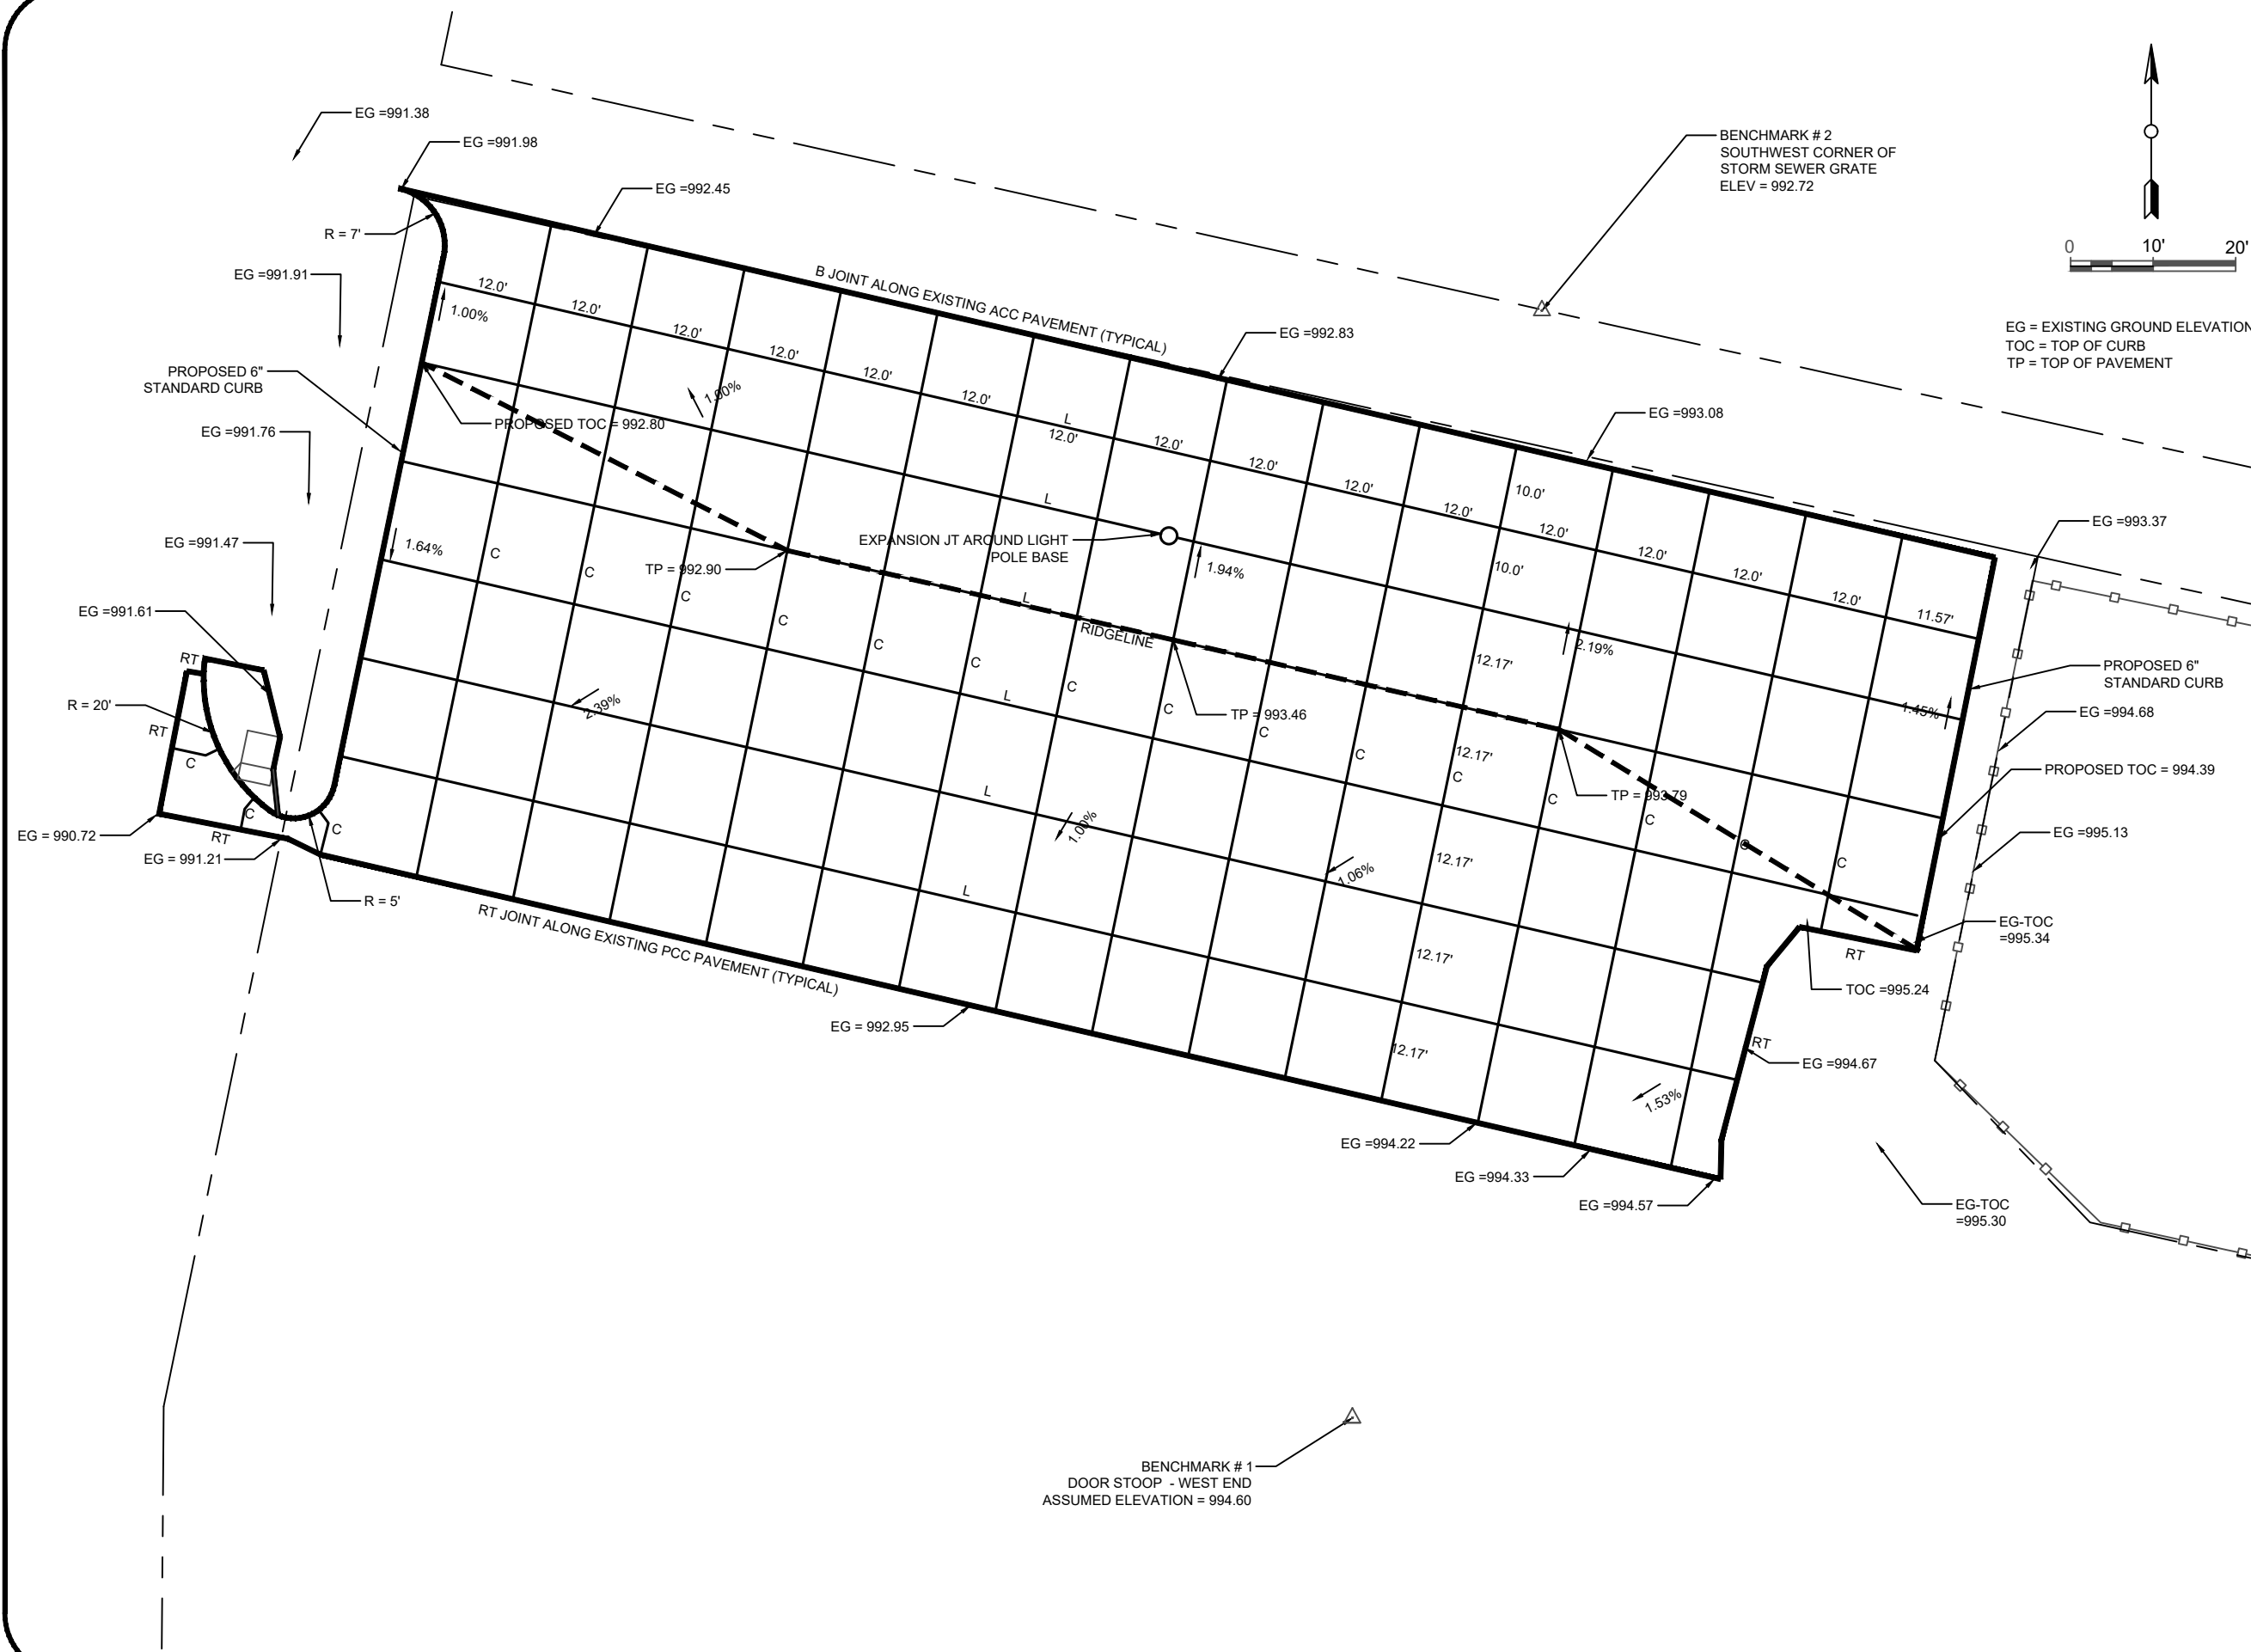 EG =991.38
EG =991.98
EG =992.45
R = 7'
EG =991.91
BENCHMARK # 2
SOUTHWEST CORNER OF
STORM SEWER GRATE
ELEV = 992.72
0 10' 20'
EG = EXISTING GROUND ELEVATION
TOC = TOP OF CURB
TP = TOP OF PAVEMENT
B JOINT ALONG EXISTING ACC PAVEMENT (TYPICAL)
EG =992.83
EG =993.08
EG =993.37
PROPOSED 6"
STANDARD CURB
EG =991.76
EG =991.47
EG =991.61
12.0'
12.0'
12.0'
12.0'
12.0'
12.0'
L
12.0'
12.0'
12.0'
12.0'
12.0'
12.0'
12.0'
12.0'
12.0'
11.57'
1.00%
1.00%
PROPOSED TOC = 992.80
L
10.0'
10.0'
EXPANSION JT AROUND LIGHT
POLE BASE
1.94%
2.19%
1.45%
1.64%
TP = 992.90
L
RIDGELINE
12.17'
12.17'
12.17'
12.17'
12.17'
C
C
C
C
C
C
C
C
C
C
C
C
C
C
L
L
L
TP = 993.46
TP = 993.79
2.39%
1.00%
1.06%
1.53%
PROPOSED 6"
STANDARD CURB
EG =994.68
PROPOSED TOC = 994.39
EG =995.13
EG-TOC
=995.34
RT
TOC =995.24
RT
EG =994.67
RT
R = 20'
RT
C
C
C
RT
EG = 990.72
EG = 991.21
R = 5'
RT JOINT ALONG EXISTING PCC PAVEMENT (TYPICAL)
EG = 992.95
EG =994.22
EG =994.33
EG =994.57
EG-TOC
=995.30
BENCHMARK # 1
DOOR STOOP - WEST END
ASSUMED ELEVATION = 994.60